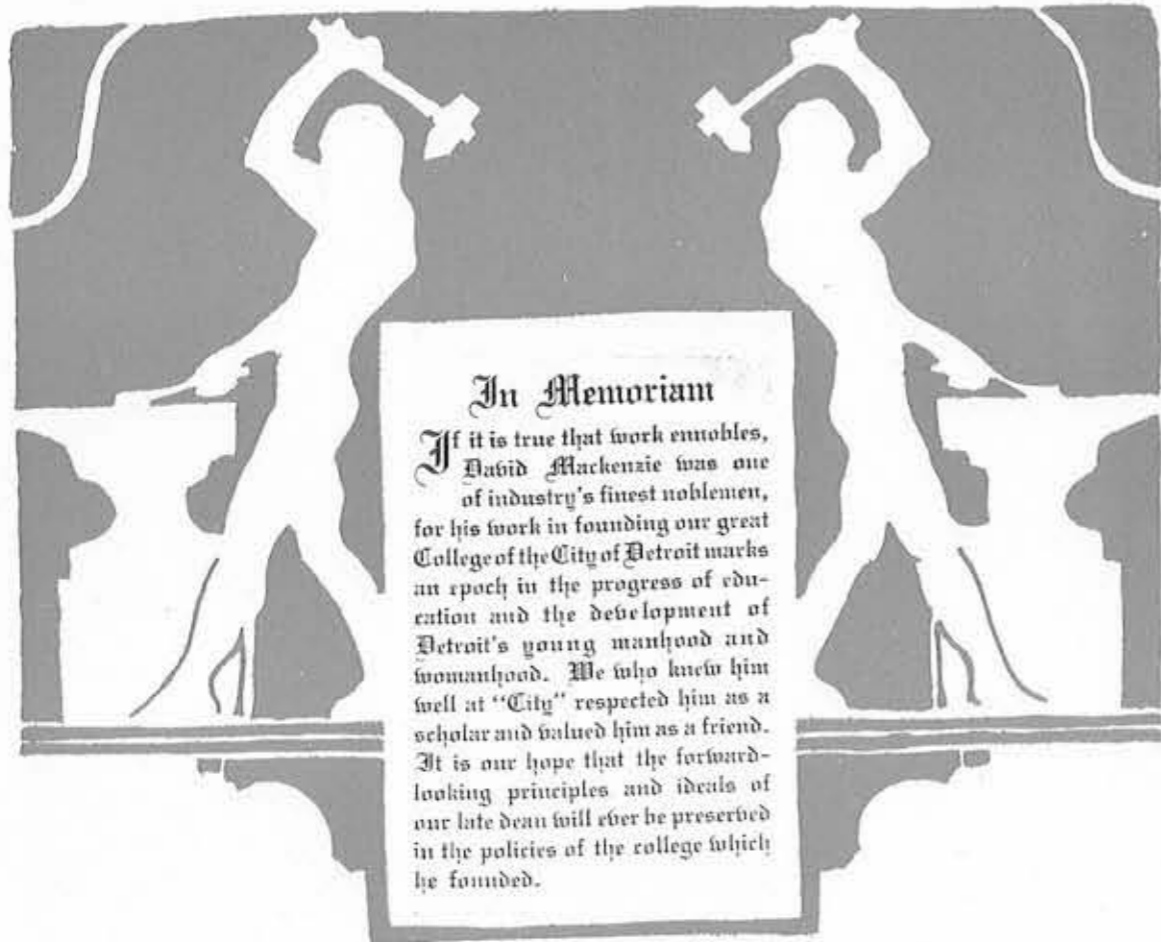 In Memoriam
If it is true that work ennobles,
David Mackenzie was one
of industry's finest noblemen,
for his work in founding our great
College of the City of Detroit marks
an epoch in the progress of edu-
cation and the development of
Detroit's young manhood and
womanhood. We who knew him
well at "City" respected him as a
scholar and valued him as a friend.
It is our hope that the forward-
looking principles and ideals of
our late dean will ever be preserved
in the policies of the college which
he founded.